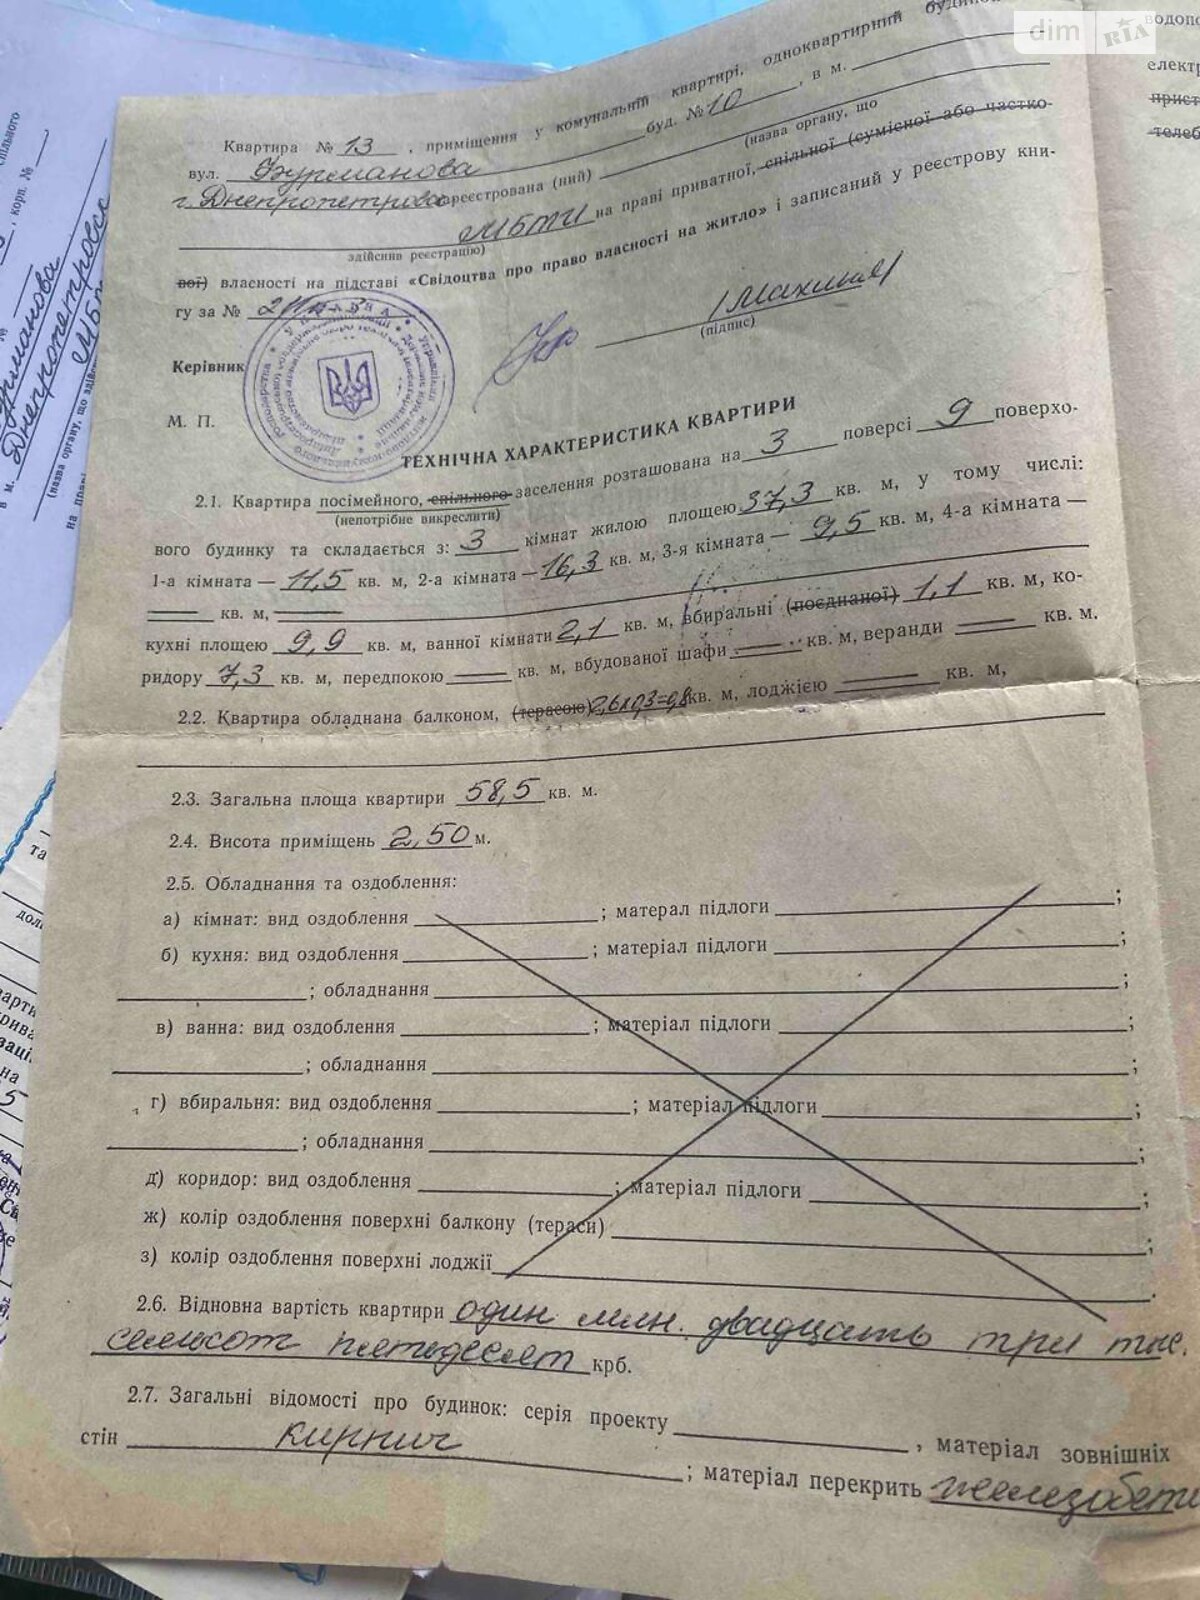 dim RIA
Квартира № 13 , приміщення у комунальній квартирі, одноквартирний
вул. Фурманова буд. № 10 , в м.
г. Днепропетровс реєстрована (ний) (назва органу, що
МБТИ на праві приватної, спільної (сумісної або частко-
здійснив реєстрацію)
вої) власності на підставі «Свідоцтва про право власності на житло» і записаний у реєстрову кни-
гу за №
Керівник (підпис)
М. П.
ТЕХНІЧНА ХАРАКТЕРИСТИКА КВАРТИРИ
2.1. Квартира посімейного, спільного заселення розташована на 3 поверсі 9 поверхо-
(непотрібне викреслити)
вого будинку та складається з: 3 кімнат жилою площею 37,3 кв. м, у тому числі:
1-а кімната — 11,5 кв. м, 2-а кімната — 16,3 кв. м, 3-я кімната — 9,5 кв. м, 4-а кімната —
кв. м,
кухні площею 9,9 кв. м, ванної кімнати 2,1 кв. м, вбиральні (поєднаної) 1,1 кв. м, ко-
ридору 7,3 кв. м, передпокою кв. м, вбудованої шафи кв. м, веранди кв. м.
2.2. Квартира обладнана балконом, (терасою) 2,6х0,3=0,8 кв. м, лоджією кв. м,
2.3. Загальна площа квартири 58,5 кв. м.
2.4. Висота приміщень 2,50 м.
2.5. Обладнання та оздоблення:
а) кімнат: вид оздоблення ; матерал підлоги ;
б) кухня: вид оздоблення ; матеріал підлоги ;
; обладнання ;
в) ванна: вид оздоблення ; матеріал підлоги ;
; обладнання ;
г) вбиральня: вид оздоблення ; матеріал підлоги ;
; обладнання ;
д) коридор: вид оздоблення ; матеріал підлоги ;
ж) колір оздоблення поверхні балкону (тераси) ;
з) колір оздоблення поверхні лоджії .
2.6. Відновна вартість квартири один млн. двадцать три тыс.
семьсот пятьдесят крб.
2.7. Загальні відомості про будинок: серія проекту , матеріал зовнішніх
стін кирпич ; матеріал перекрить железобетон